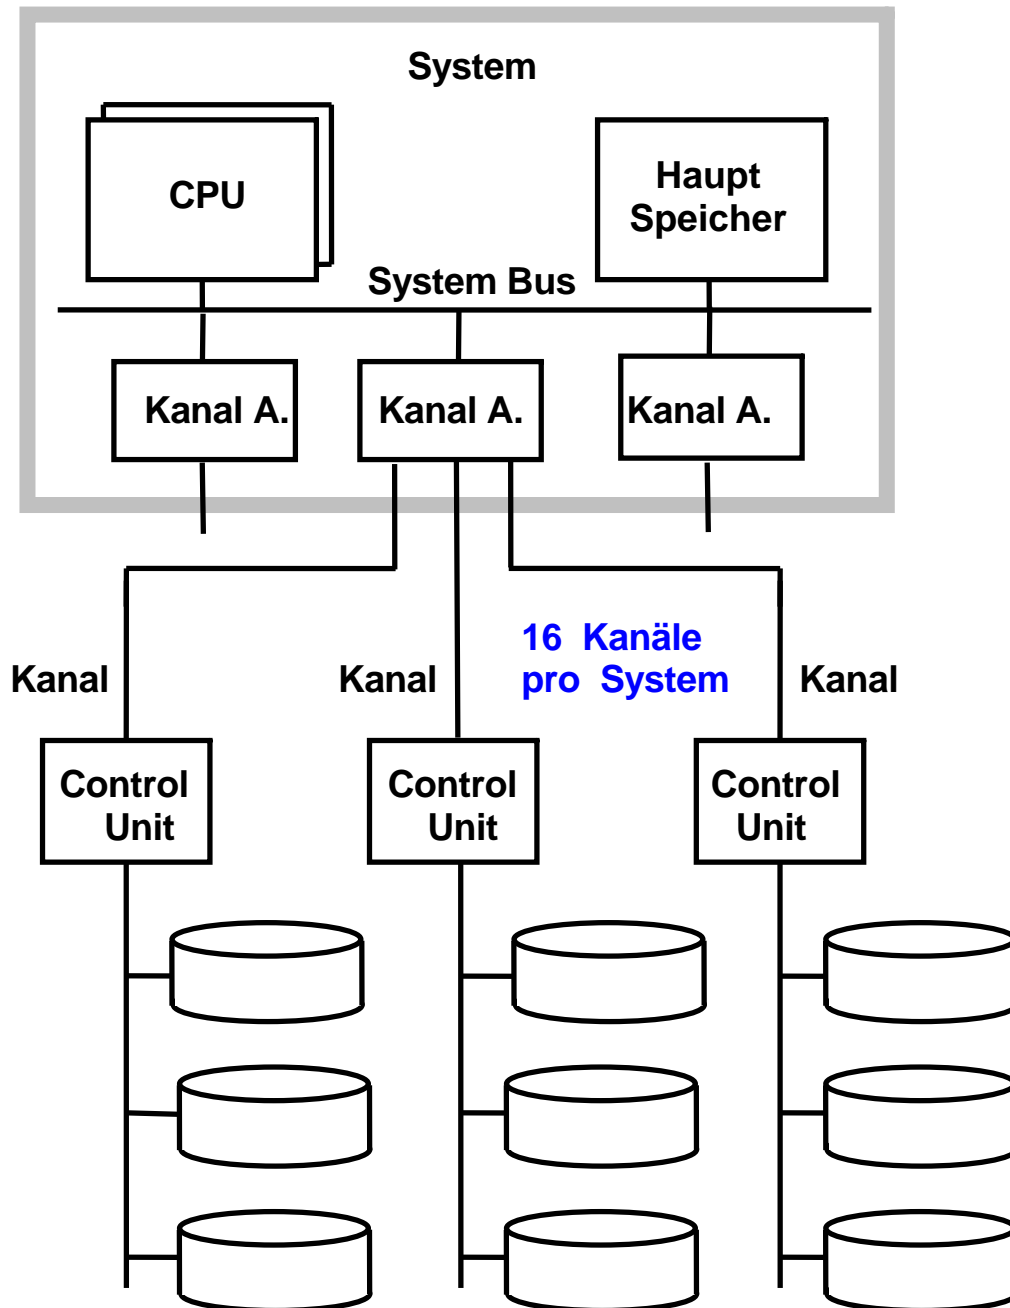 System
CPU
Haupt
Speicher
System Bus
Kanal A.
Kanal A.
Kanal A.
16 Kanäle
pro System
Kanal
Kanal
Kanal
Control
Unit
Control
Unit
Control
Unit